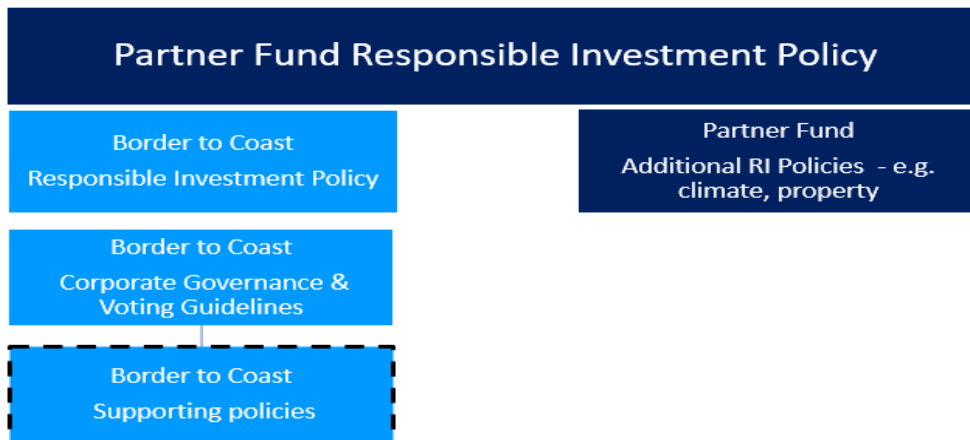 Partner Fund Responsible Investment Policy
Border to Coast
Responsible Investment Policy
Partner Fund
Additional RI Policies - e.g.
climate, property
Border to Coast
Corporate Governance &
Voting Guidelines
Border to Coast
Supporting policies